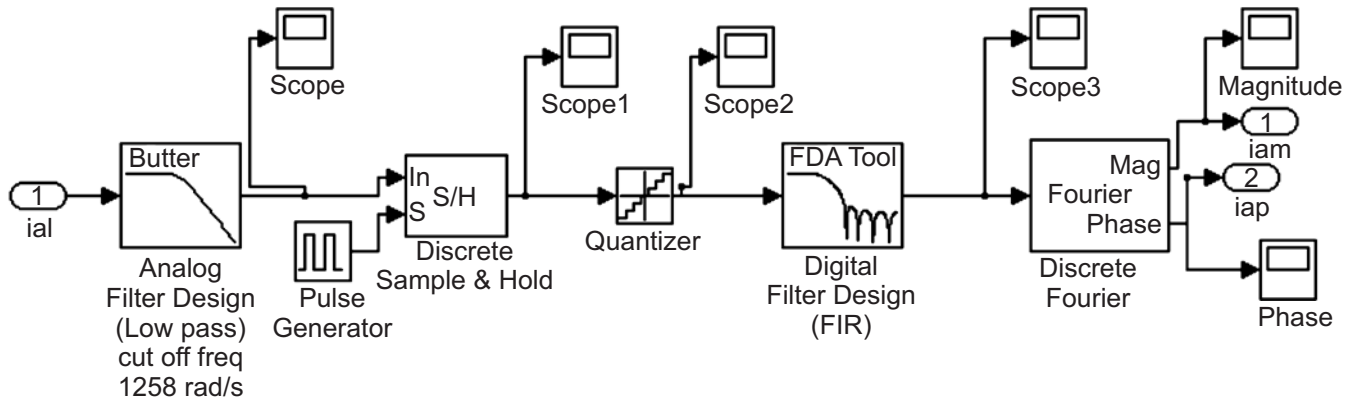 Scope
Scope1
Scope2
Scope3
Magnitude
1
ial
Butter
Analog
Filter Design
(Low pass)
cut off freq
1258 rad/s
Pulse
Generator
In
S
S/H
Discrete
Sample & Hold
Quantizer
FDA Tool
Digital
Filter Design
(FIR)
Mag
Fourier
Phase
Discrete
Fourier
1
iam
2
iap
Phase